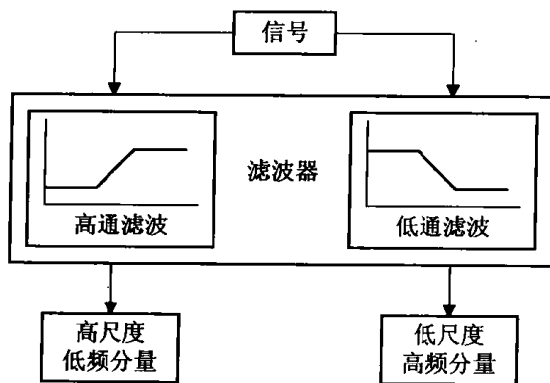 信号
滤波器
高通滤波
低通滤波
高尺度
低频分量
低尺度
高频分量